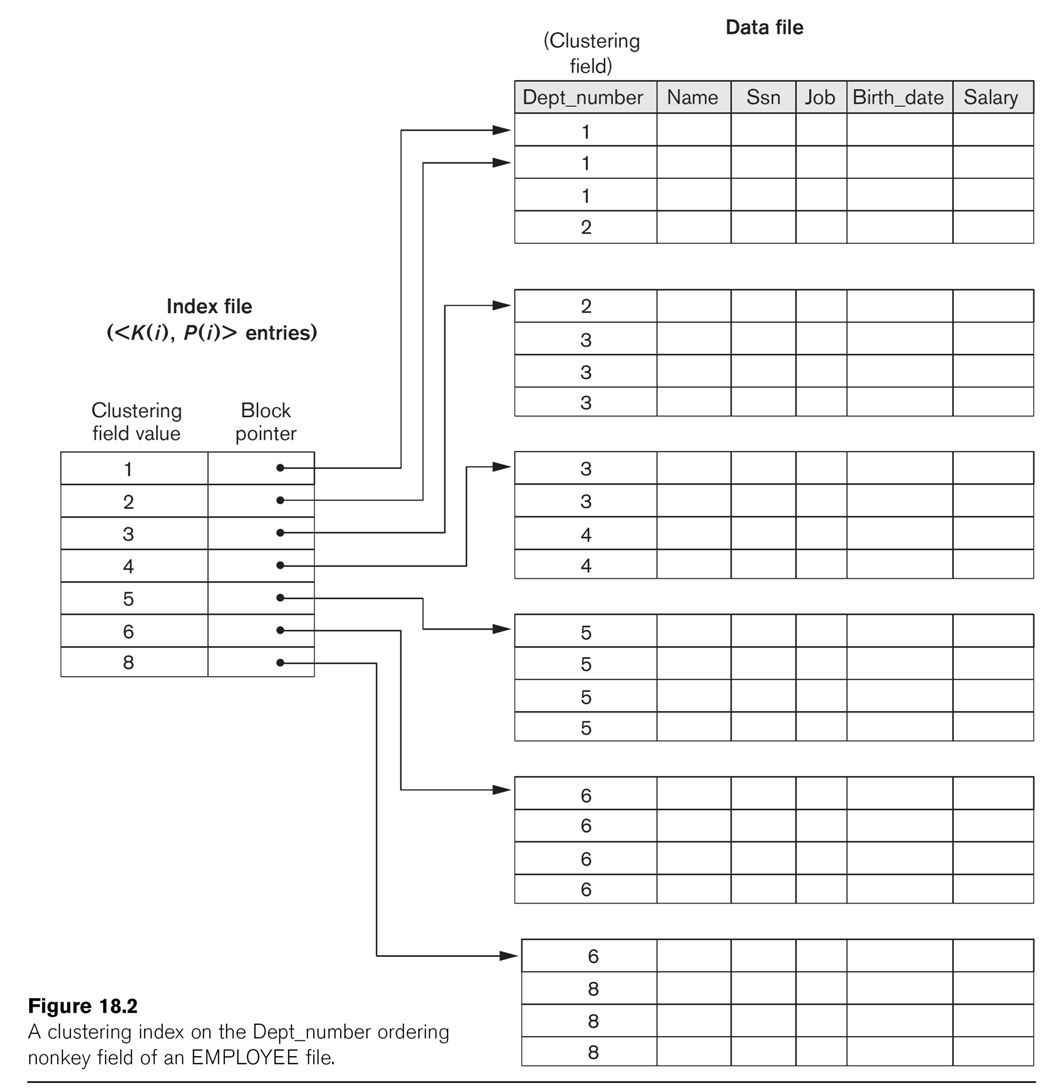 Data file
(Clustering
field)
Dept_number Name Ssn Job Birth_date Salary
1
1
1
2
2
3
3
3
3
3
4
4
5
5
5
5
6
6
6
6
6
8
8
8
Index file
(<K(i), P(i)> entries)
Clustering
field value
Block
pointer
1
2
3
4
5
6
8
Figure 18.2
A clustering index on the Dept_number ordering
nonkey field of an EMPLOYEE file.